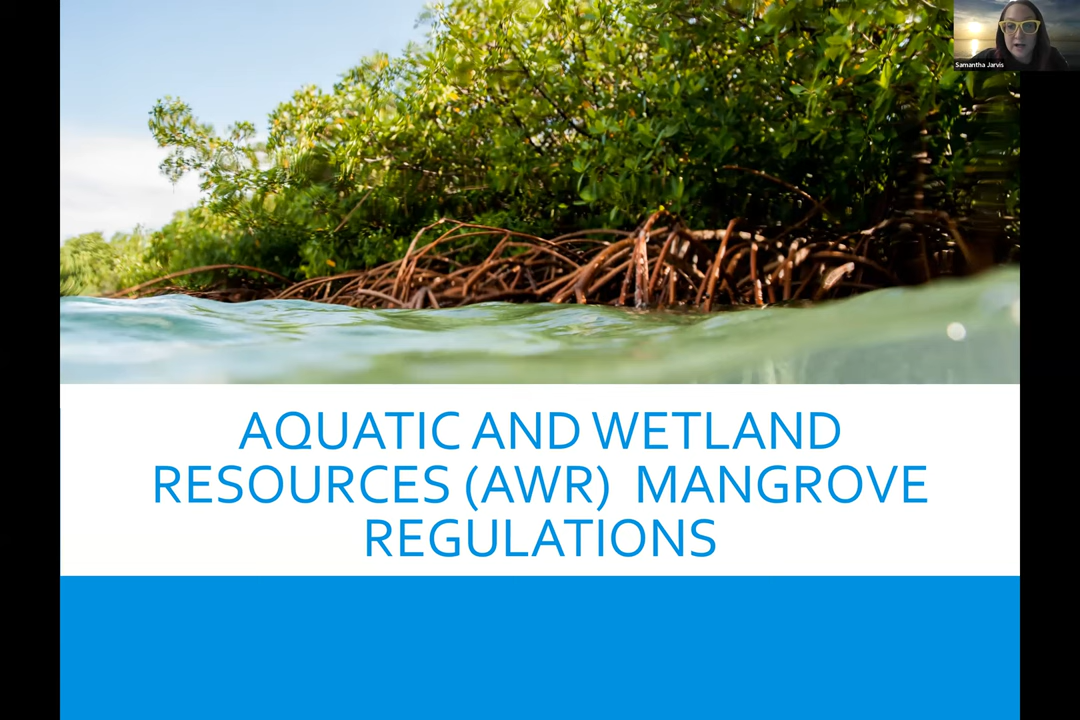 Samantha Jarvis
AQUATIC AND WETLAND
RESOURCES (AWR) MANGROVE
REGULATIONS